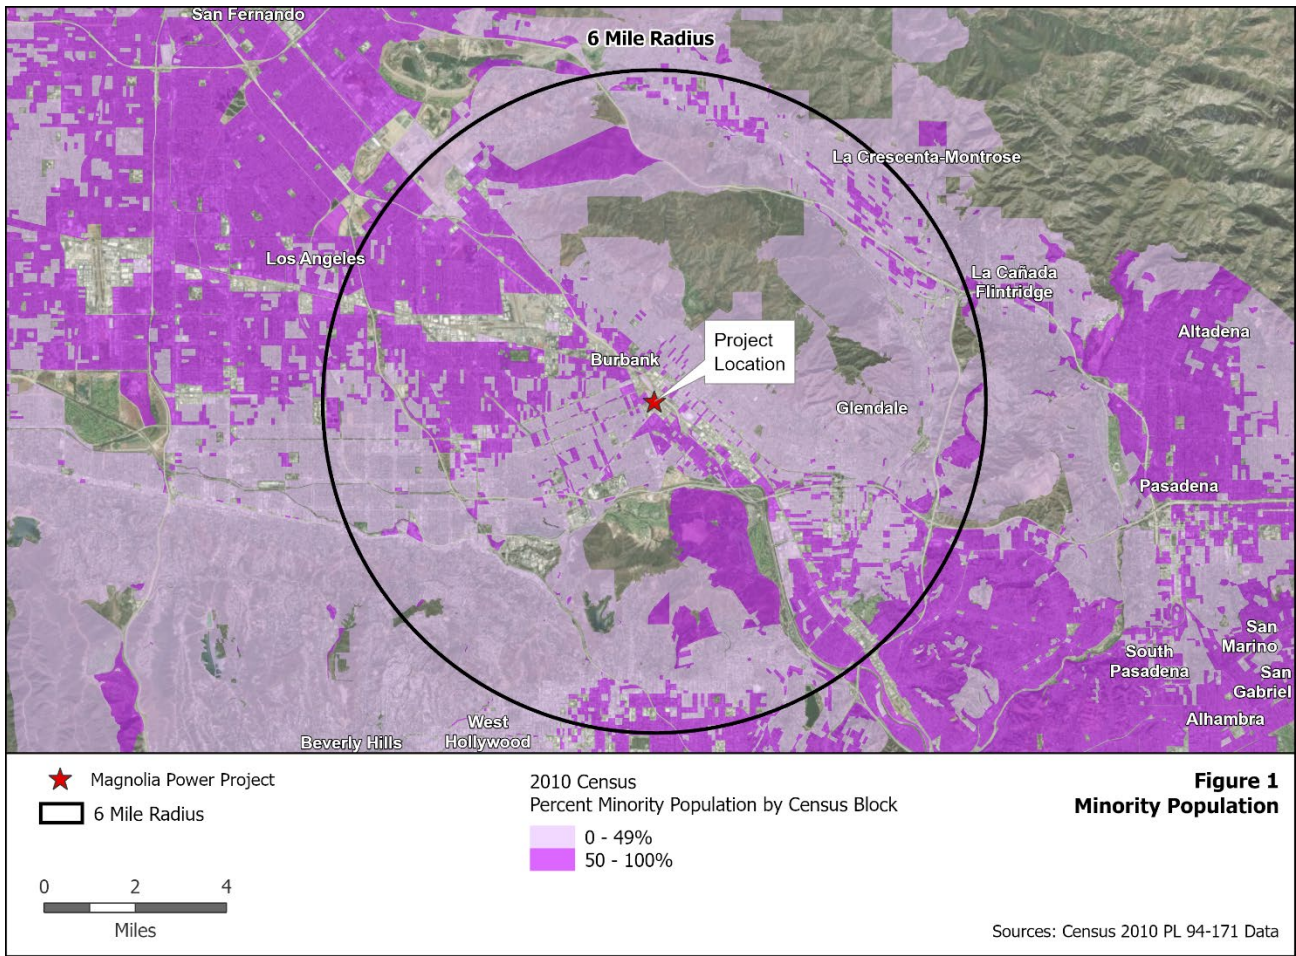 San Fernando
6 Mile Radius
La Crescenta-Montrose
Los Angeles
La Cañada
Flintridge
Altadena
Project
Location
Burbank
Glendale
Pasadena
San
Marino
South
Pasadena
San
Gabriel
Alhambra
West
Hollywood
Beverly Hills
Magnolia Power Project
6 Mile Radius
0 2 4
Miles
2010 Census
Percent Minority Population by Census Block
0 - 49%
50 - 100%
Figure 1
Minority Population
Sources: Census 2010 PL 94-171 Data